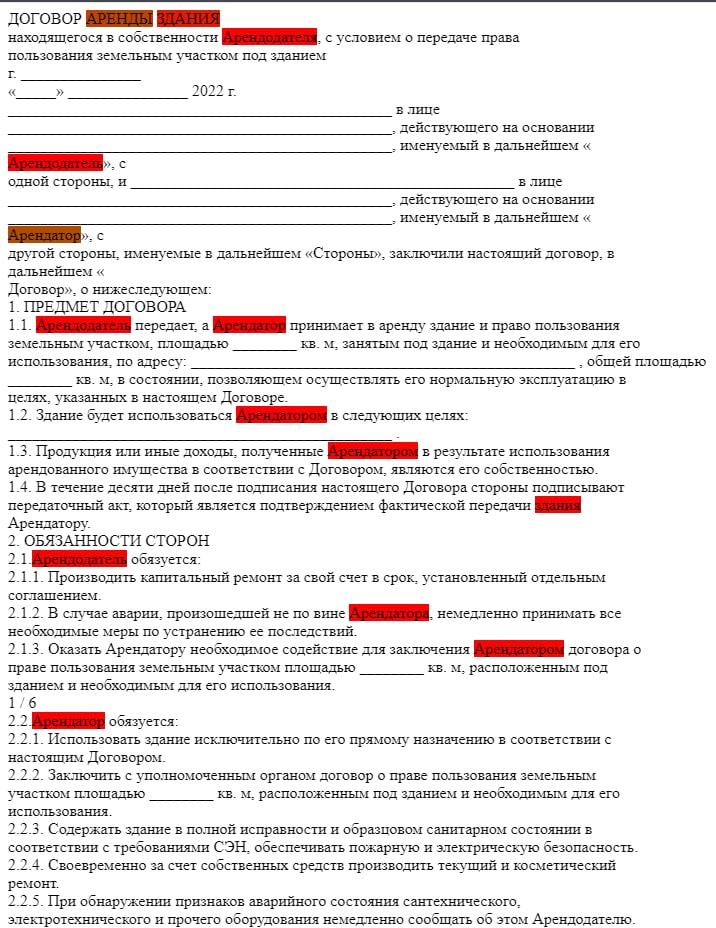 ДОГОВОР АРЕНДЫ ЗДАНИЯ
находящегося в собственности Арендодателя, с условием о передаче права
пользования земельным участком под зданием
г. _______________
«_____» _______________ 2022 г.
________________________________________________ в лице
________________________________________________, действующего на основании
________________________________________________, именуемый в дальнейшем «
Арендодатель», с
одной стороны, и ________________________________________________ в лице
________________________________________________, действующего на основании
________________________________________________, именуемый в дальнейшем «
Арендатор», с
другой стороны, именуемые в дальнейшем «Стороны», заключили настоящий договор, в
дальнейшем «
Договор», о нижеследующем:
1. ПРЕДМЕТ ДОГОВОРА
1.1. Арендодатель передает, а Арендатор принимает в аренду здание и право пользования
земельным участком, площадью ________ кв. м, занятым под здание и необходимым для его
использования, по адресу: ________________________________________________ , общей площадью
________ кв. м, в состоянии, позволяющем осуществлять его нормальную эксплуатацию в
целях, указанных в настоящем Договоре.
1.2. Здание будет использоваться Арендатором в следующих целях:
________________________________________________ .
1.3. Продукция или иные доходы, полученные Арендатором в результате использования
арендованного имущества в соответствии с Договором, являются его собственностью.
1.4. В течение десяти дней после подписания настоящего Договора стороны подписывают
передаточный акт, который является подтверждением фактической передачи здания
Арендатору.
2. ОБЯЗАННОСТИ СТОРОН
2.1.Арендодатель обязуется:
2.1.1. Производить капитальный ремонт за свой счет в срок, установленный отдельным
соглашением.
2.1.2. В случае аварии, произошедшей не по вине Арендатора, немедленно принимать все
необходимые меры по устранению ее последствий.
2.1.3. Оказать Арендатору необходимое содействие для заключения Арендатором договора о
праве пользования земельным участком площадью ________ кв. м, расположенным под
зданием и необходимым для его использования.
1 / 6
2.2.Арендатор обязуется:
2.2.1. Использовать здание исключительно по его прямому назначению в соответствии с
настоящим Договором.
2.2.2. Заключить с уполномоченным органом договор о праве пользования земельным
участком площадью ________ кв. м, расположенным под зданием и необходимым для его
использования.
2.2.3. Содержать здание в полной исправности и образцовом санитарном состоянии в
соответствии с требованиями СЭН, обеспечивать пожарную и электрическую безопасность.
2.2.4. Своевременно за счет собственных средств производить текущий и косметический
ремонт.
2.2.5. При обнаружении признаков аварийного состояния сантехнического,
электротехнического и прочего оборудования немедленно сообщать об этом Арендодателю.